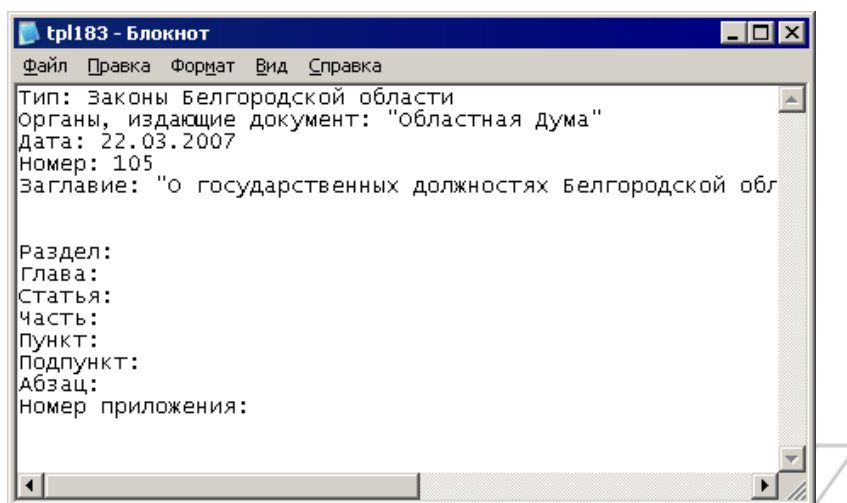 tpl183 - Блокнот
Файл Правка Формат Вид Справка
Тип: Законы Белгородской области
Органы, издающие документ: "Областная Дума"
Дата: 22.03.2007
Номер: 105
Заглавие: "О государственных должностях Белгородской обл
Раздел:
Глава:
Статья:
Часть:
Пункт:
Подпункт:
Абзац:
Номер приложения: